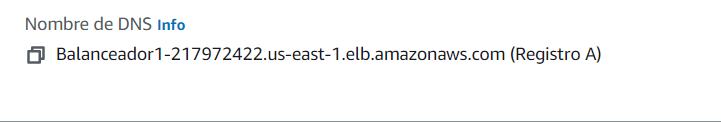 Nombre de DNS Info
Balanceador1-217972422.us-east-1.elb.amazonaws.com (Registro A)